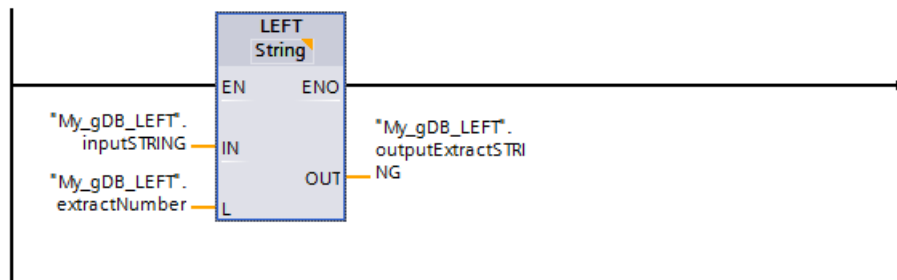 LEFT
String
EN ENO
"My_gDB_LEFT".
inputSTRING
IN
"My_gDB_LEFT".
outputExtractSTRI
NG
OUT
"My_gDB_LEFT".
extractNumber
L